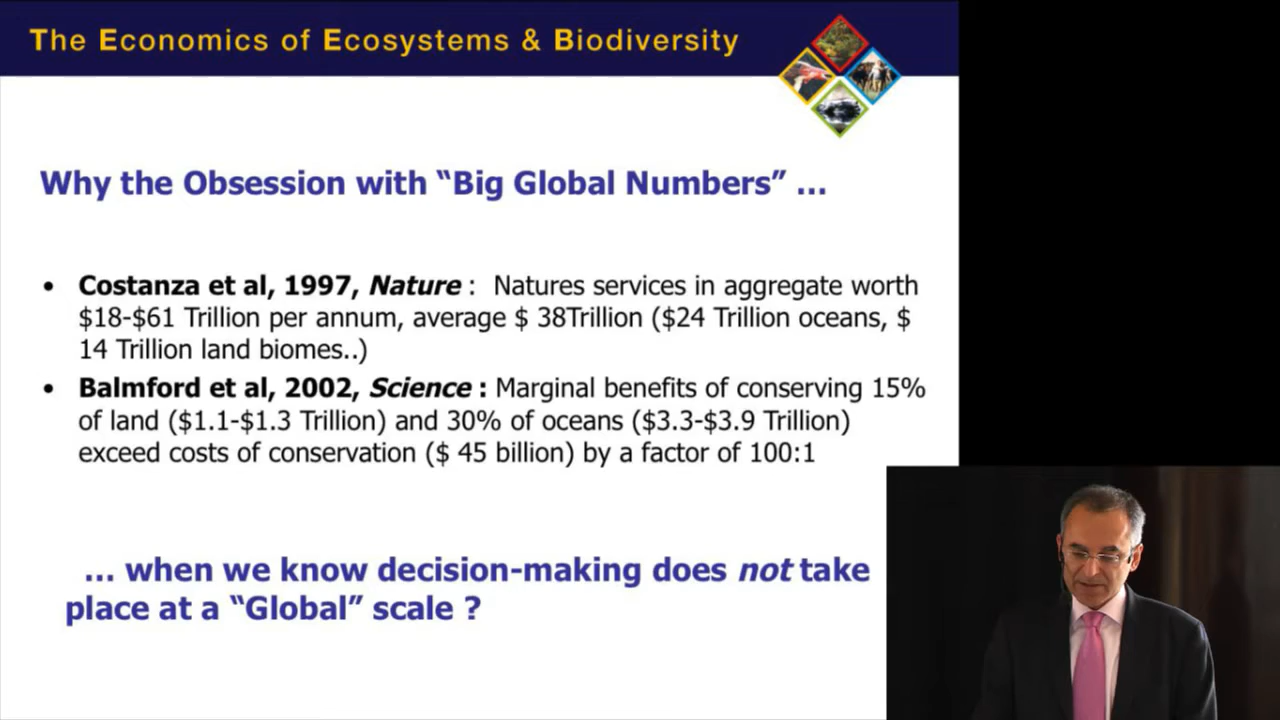 The Economics of Ecosystems & Biodiversity
Why the Obsession with “Big Global Numbers” ...
• Costanza et al, 1997, Nature : Natures services in aggregate worth
$18-$61 Trillion per annum, average $ 38Trillion ($24 Trillion oceans, $
14 Trillion land biomes..)
• Balmford et al, 2002, Science : Marginal benefits of conserving 15%
of land ($1.1-$1.3 Trillion) and 30% of oceans ($3.3-$3.9 Trillion)
exceed costs of conservation ($ 45 billion) by a factor of 100:1
... when we know decision-making does not take
place at a “Global” scale ?